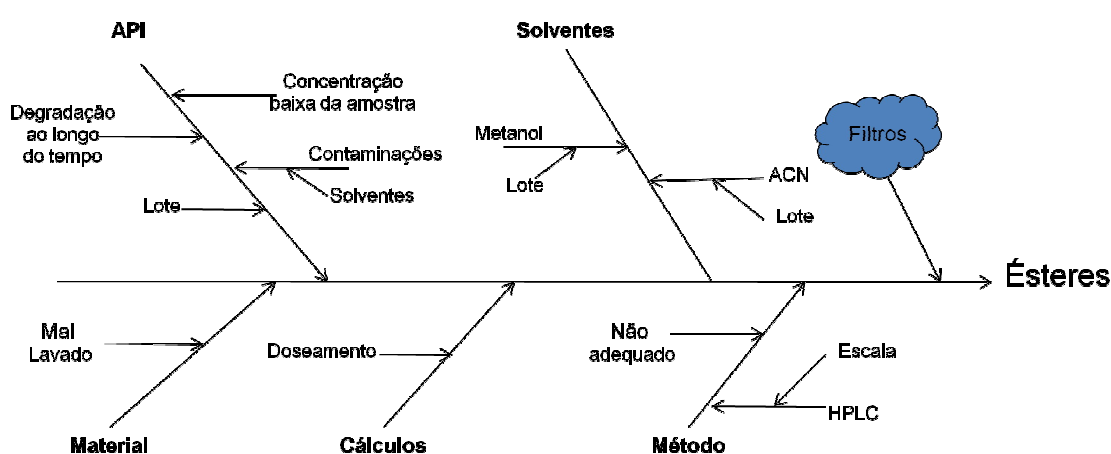 API
Solventes
Concentração
baixa da amostra
Degradação
ao longo
do tempo
Contaminações
Solventes
Lote
Metanol
Lote
ACN
Lote
Filtros
Ésteres
Mal
Lavado
Doseamento
Não
adequado
Escala
HPLC
Material
Cálculos
Método